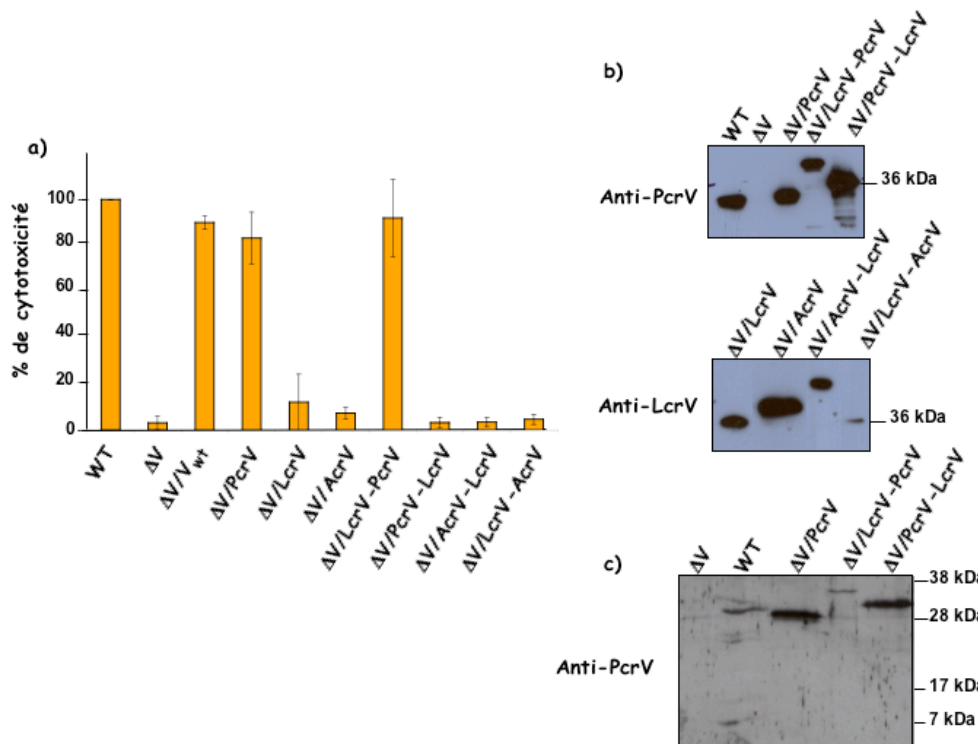 a)
% de cytotoxicité
100
80
60
40
20
0
WT
ΔV
ΔV/Vwt
ΔV/PcrV
ΔV/LcrV
ΔV/AcrV
ΔV/LcrV-PcrV
ΔV/PcrV-LcrV
ΔV/AcrV-LcrV
ΔV/LcrV-AcrV
b)
WT
ΔV
ΔV/PcrV
ΔV/LcrV-PcrV
ΔV/PcrV-LcrV
Anti-PcrV
36 kDa
ΔV/LcrV
ΔV/AcrV
ΔV/AcrV-LcrV
ΔV/LcrV-AcrV
Anti-LcrV
36 kDa
c)
ΔV
WT
ΔV/PcrV
ΔV/LcrV-PcrV
ΔV/PcrV-LcrV
Anti-PcrV
38 kDa
28 kDa
17 kDa
7 kDa